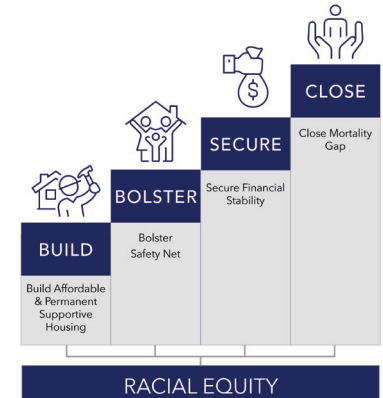 BUILD
Build Affordable
& Permanent
Supportive
Housing
BOLSTER
Bolster
Safety Net
SECURE
$
Secure Financial
Stability
CLOSE
Close Mortality
Gap
RACIAL EQUITY